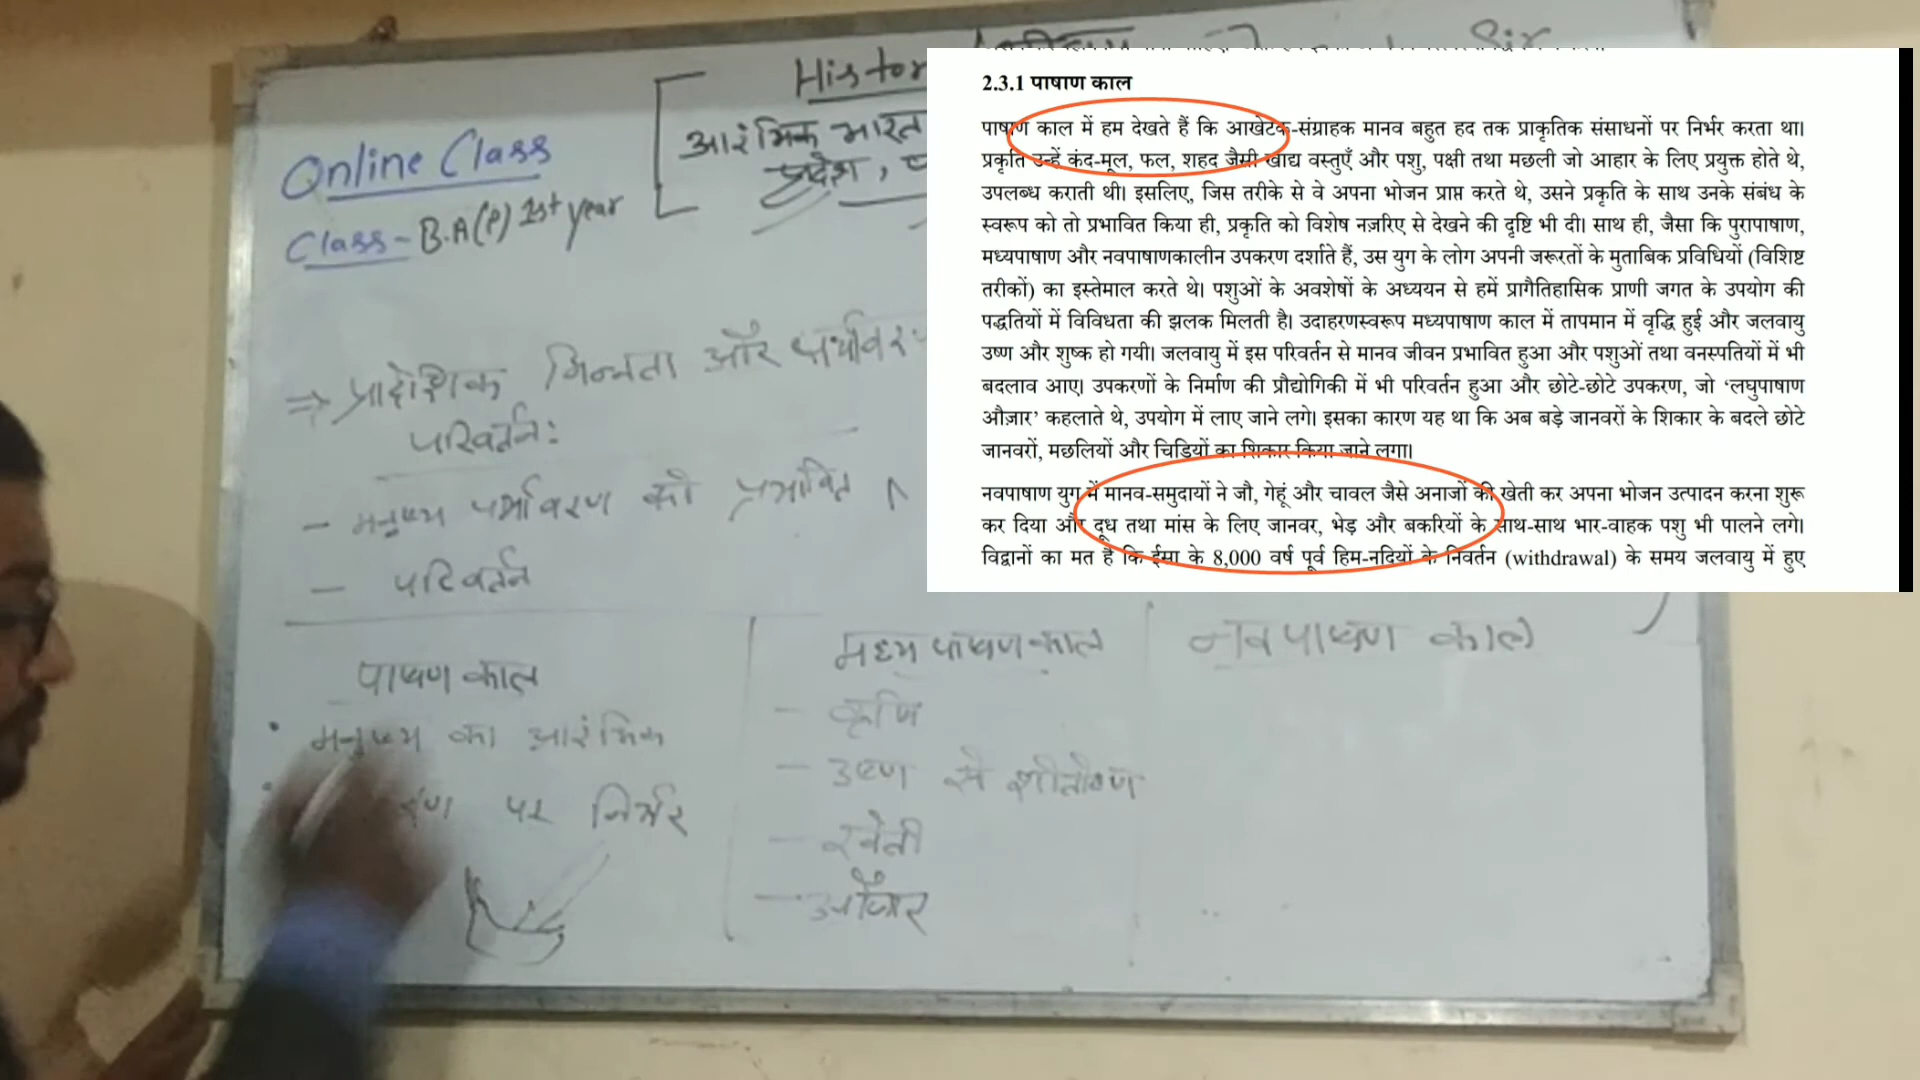 History
Online Class
Class- B.A(P) 1st year
आरंभिक भारत
प्रदेश,
⇒ प्रादेशिक भिन्नता और पर्यावरण
परिवर्तन:
– मनुष्य पर्यावरण को प्रभावित
– परिवर्तन
पाषाण काल
• मनुष्य का आरंभिक
पर निर्भर
मध्य पाषाण काल
– कृषि
– उष्ण से शीतोष्ण
– खेती
– औजार
नवपाषाण काल
Sir
2.3.1 पाषाण काल
पाषाण काल में हम देखते हैं कि आखेटक-संग्राहक मानव बहुत हद तक प्राकृतिक संसाधनों पर निर्भर करता था।
प्रकृति उन्हें कंद-मूल, फल, शहद जैसी खाद्य वस्तुएँ और पशु, पक्षी तथा मछली जो आहार के लिए प्रयुक्त होते थे,
उपलब्ध कराती थी। इसलिए, जिस तरीके से वे अपना भोजन प्राप्त करते थे, उसने प्रकृति के साथ उनके संबंध के
स्वरूप को तो प्रभावित किया ही, प्रकृति को विशेष नज़रिए से देखने की दृष्टि भी दी। साथ ही, जैसा कि पुरापाषाण,
मध्यपाषाण और नवपाषाणकालीन उपकरण दर्शाते हैं, उस युग के लोग अपनी जरूरतों के मुताबिक प्रविधियों (विशिष्ट
तरीकों) का इस्तेमाल करते थे। पशुओं के अवशेषों के अध्ययन से हमें प्रागैतिहासिक प्राणी जगत के उपयोग की
पद्धतियों में विविधता की झलक मिलती है। उदाहरणस्वरूप मध्यपाषाण काल में तापमान में वृद्धि हुई और जलवायु
उष्ण और शुष्क हो गयी। जलवायु में इस परिवर्तन से मानव जीवन प्रभावित हुआ और पशुओं तथा वनस्पतियों में भी
बदलाव आए। उपकरणों के निर्माण की प्रौद्योगिकी में भी परिवर्तन हुआ और छोटे-छोटे उपकरण, जो ‘लघुपाषाण
औज़ार’ कहलाते थे, उपयोग में लाए जाने लगे। इसका कारण यह था कि अब बड़े जानवरों के शिकार के बदले छोटे
जानवरों, मछलियों और चिड़ियों का शिकार किया जाने लगा।
नवपाषाण युग में मानव-समुदायों ने जौ, गेहूं और चावल जैसे अनाजों की खेती कर अपना भोजन उत्पादन करना शुरू
कर दिया और दूध तथा मांस के लिए जानवर, भेड़ और बकरियों के साथ-साथ भार-वाहक पशु भी पालने लगे।
विद्वानों का मत है कि ईसा के 8,000 वर्ष पूर्व हिम-नदियों के निवर्तन (withdrawal) के समय जलवायु में हुए